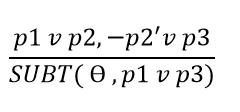 p1 v p2, −p2′v p3
SUBT( Ө ,p1 v p3)